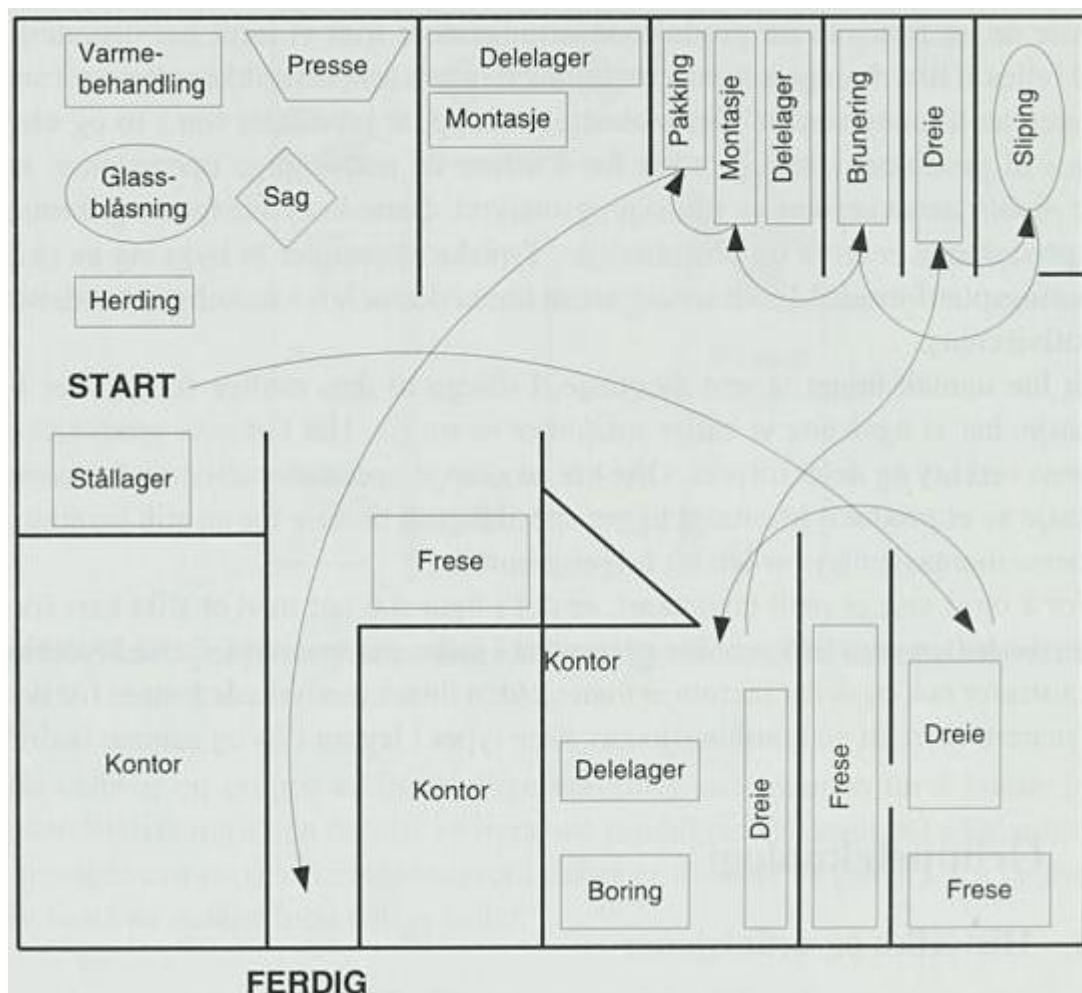 Varme-
behandling
Presse
Delelager
Montasje
Pakking
Montasje
Delelager
Brunering
Dreie
Sliping
Glass-
blåsning
Sag
Herding
START
Stållager
Frese
Kontor
Kontor
Kontor
Delelager
Boring
Dreie
Frese
Dreie
Frese
FERDIG